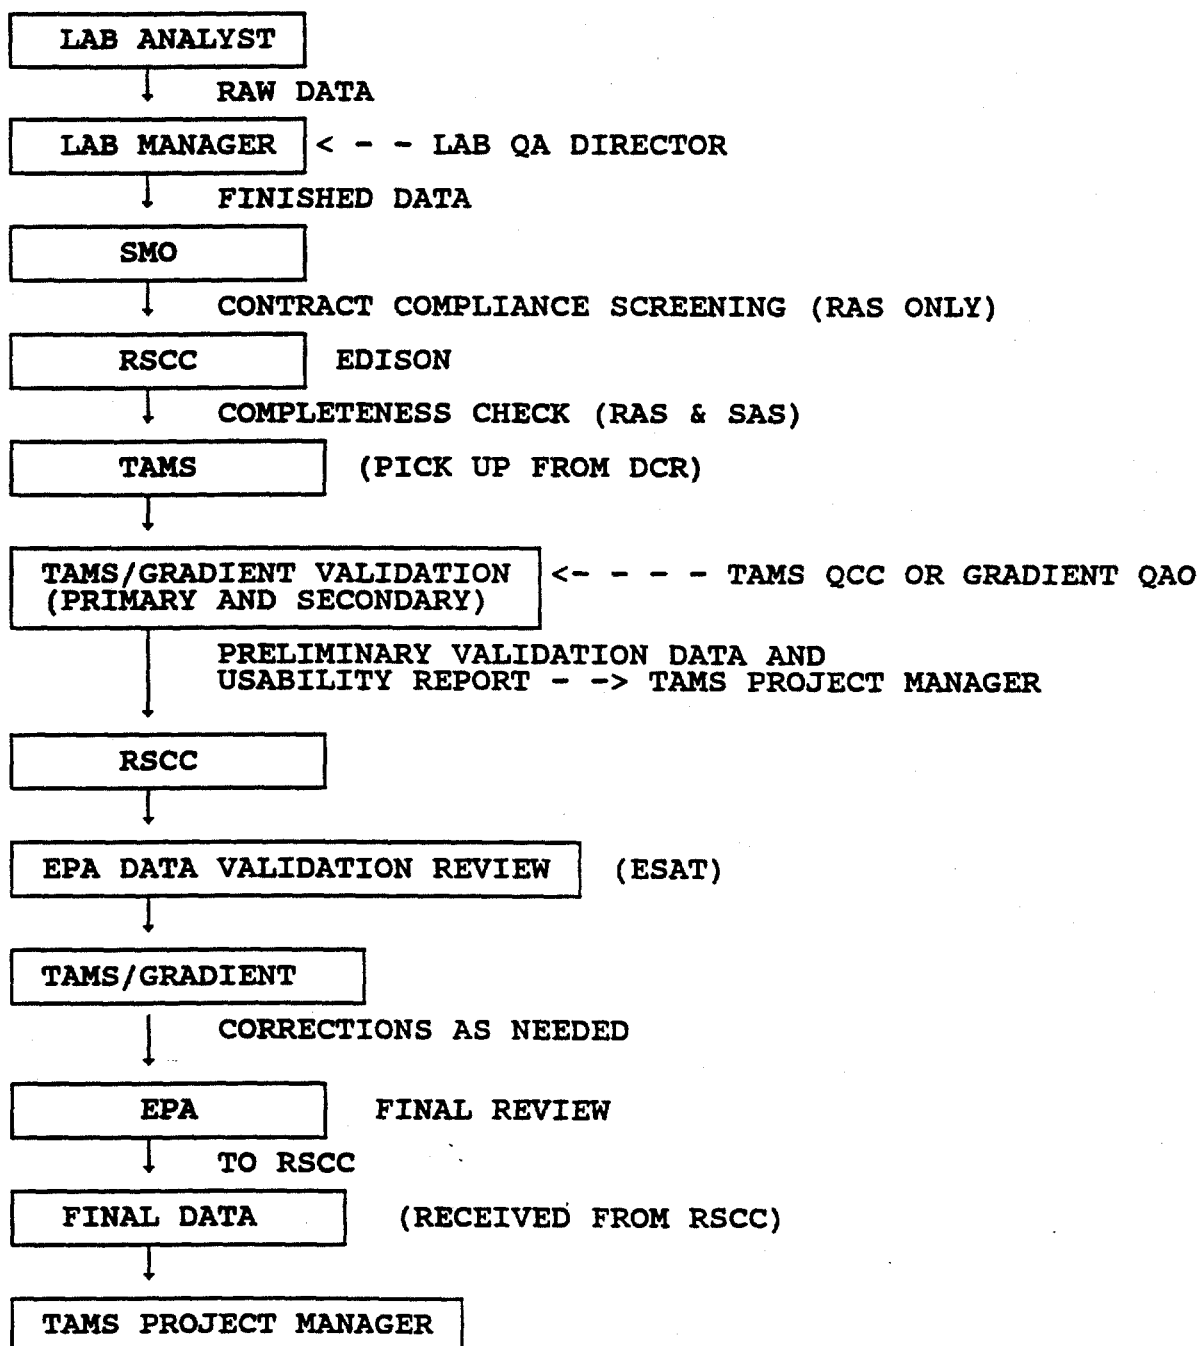 LAB ANALYST
RAW DATA
LAB MANAGER < - - LAB QA DIRECTOR
FINISHED DATA
SMO
CONTRACT COMPLIANCE SCREENING (RAS ONLY)
RSCC EDISON
COMPLETENESS CHECK (RAS & SAS)
TAMS (PICK UP FROM DCR)
TAMS/GRADIENT VALIDATION <- - - - TAMS QCC OR GRADIENT QAO
(PRIMARY AND SECONDARY)
PRELIMINARY VALIDATION DATA AND
USABILITY REPORT - -> TAMS PROJECT MANAGER
RSCC
EPA DATA VALIDATION REVIEW (ESAT)
TAMS/GRADIENT
CORRECTIONS AS NEEDED
EPA FINAL REVIEW
TO RSCC
FINAL DATA (RECEIVED FROM RSCC)
TAMS PROJECT MANAGER